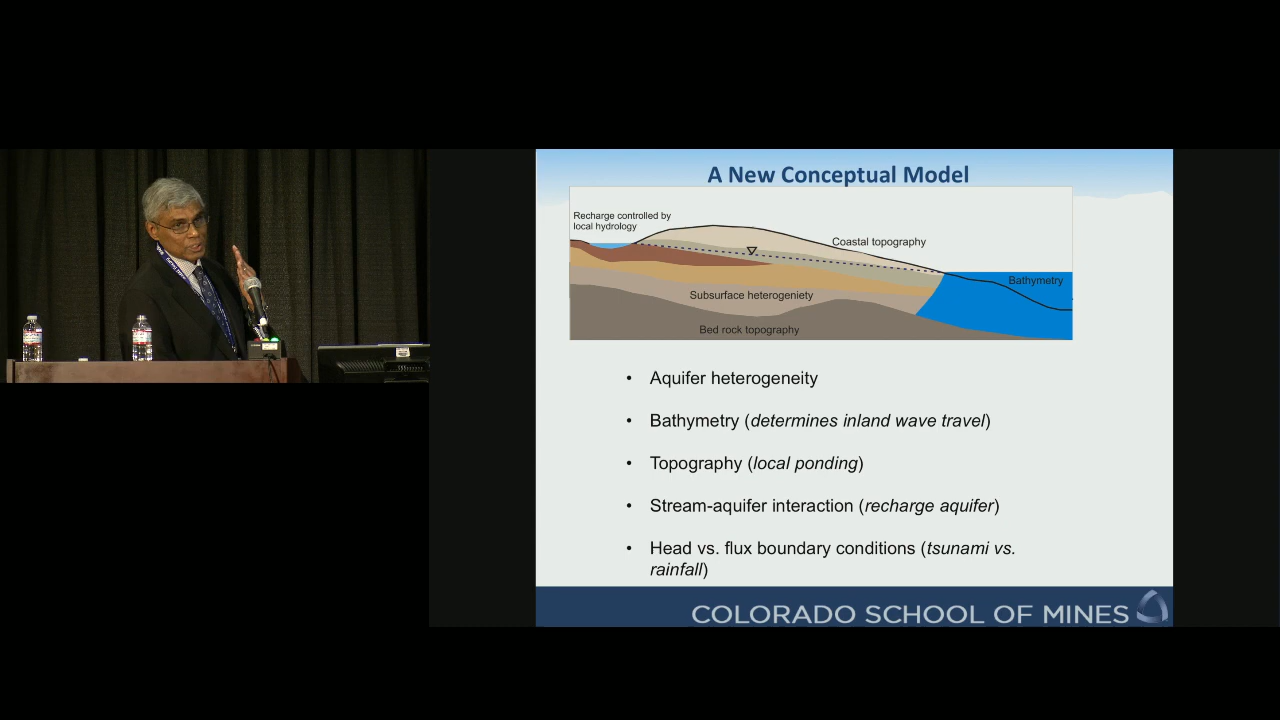 A New Conceptual Model
Recharge controlled by
local hydrology
Coastal topography
Bathymetry
Subsurface heterogeniety
Bed rock topography
• Aquifer heterogeneity
• Bathymetry (determines inland wave travel)
• Topography (local ponding)
• Stream-aquifer interaction (recharge aquifer)
• Head vs. flux boundary conditions (tsunami vs.
rainfall)
COLORADO SCHOOL OF MINES